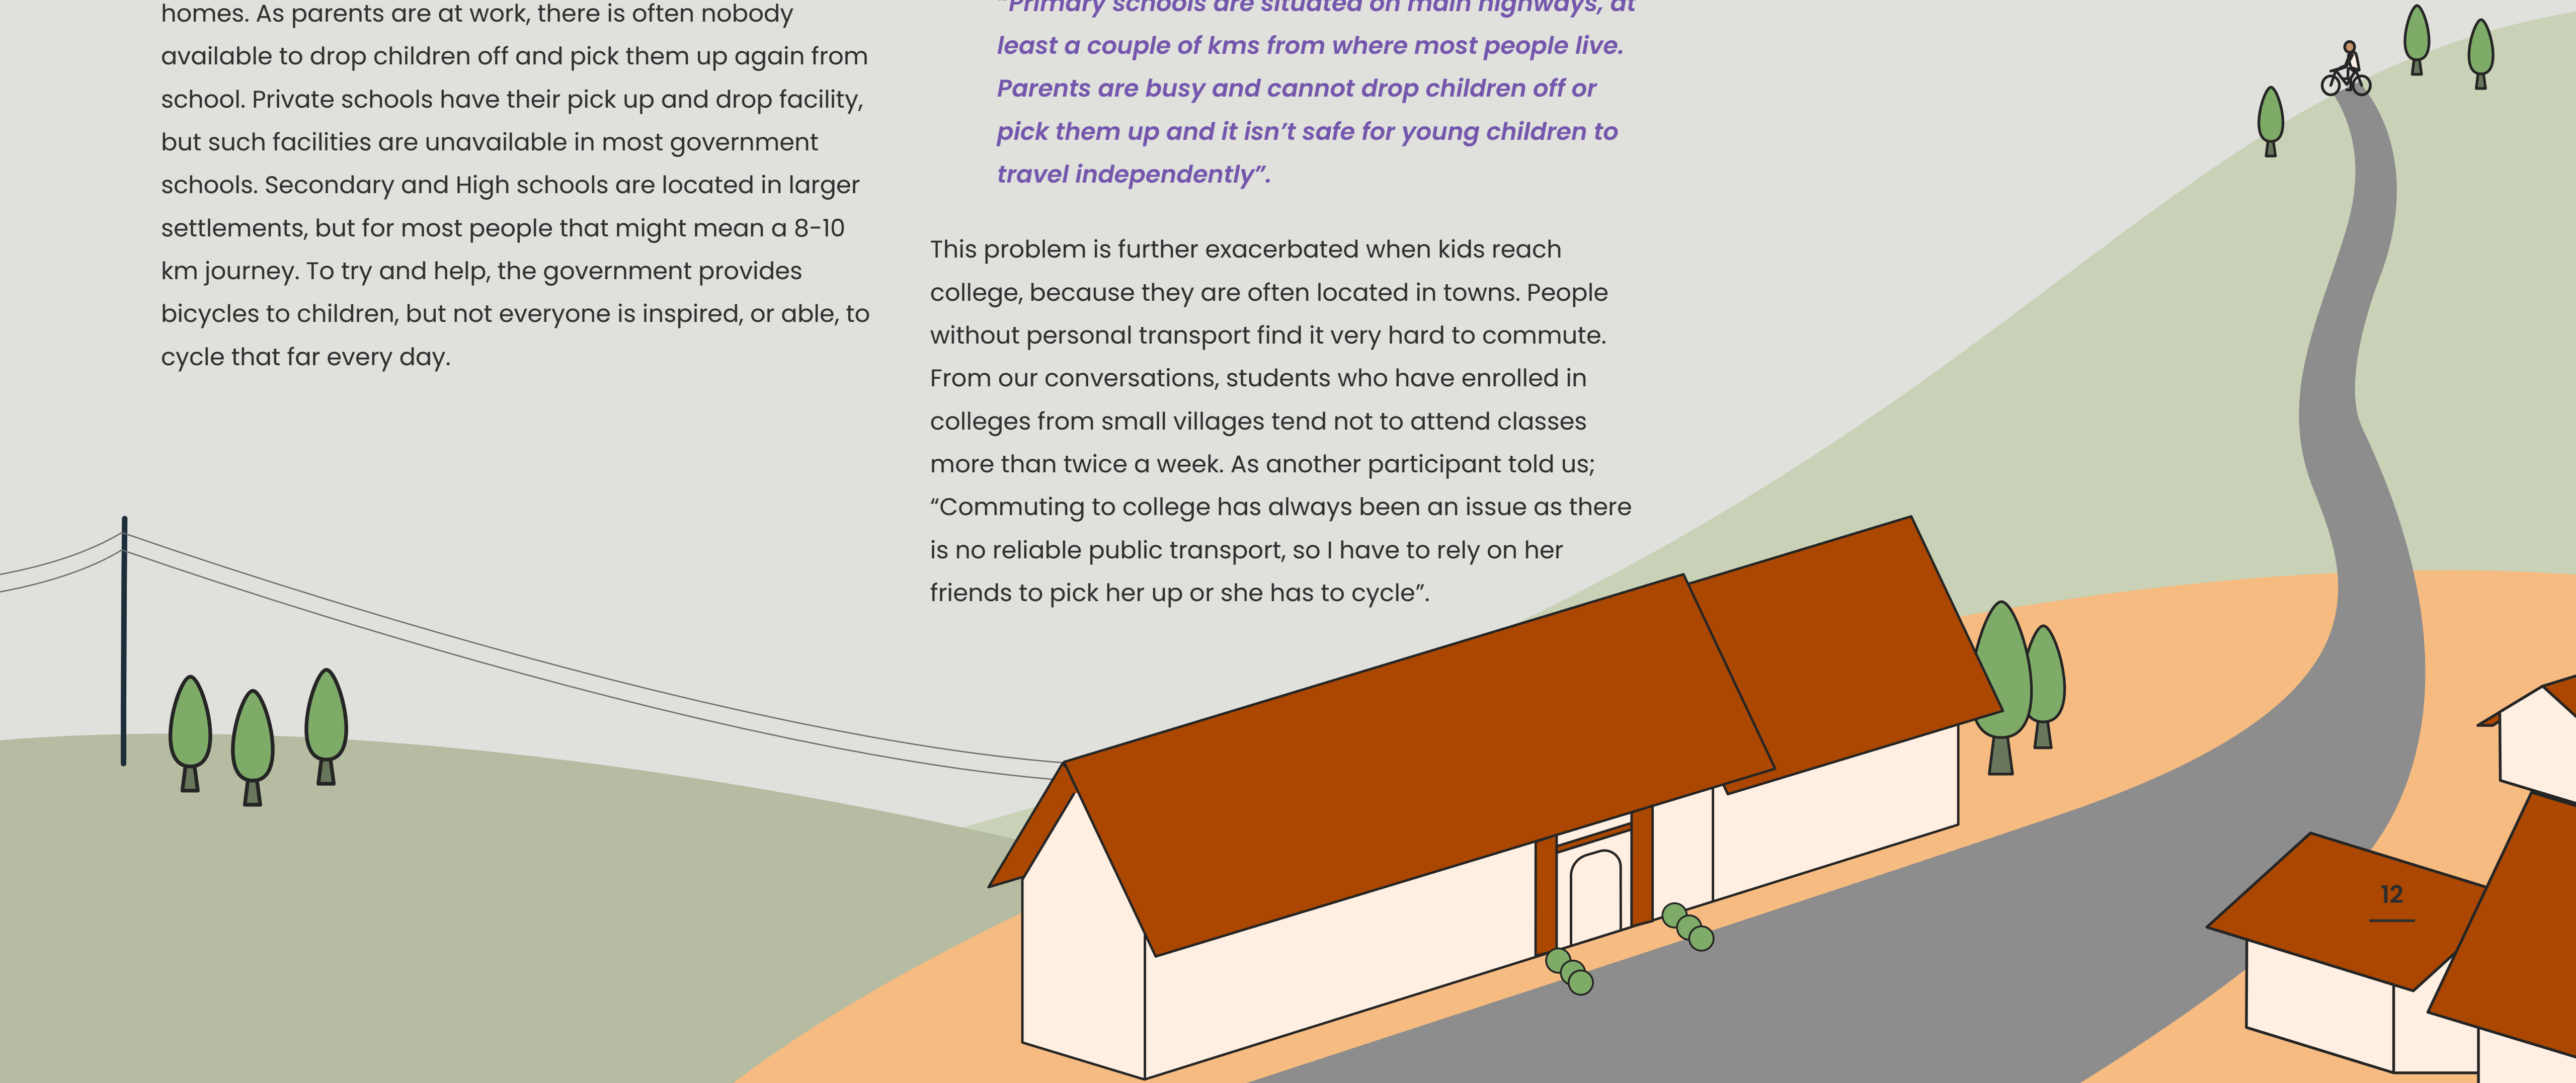 homes. As parents are at work, there is often nobody
available to drop children off and pick them up again from
school. Private schools have their pick up and drop facility,
but such facilities are unavailable in most government
schools. Secondary and High schools are located in larger
settlements, but for most people that might mean a 8-10
km journey. To try and help, the government provides
bicycles to children, but not everyone is inspired, or able, to
cycle that far every day.
“Primary schools are situated on main highways, at
least a couple of kms from where most people live.
Parents are busy and cannot drop children off or
pick them up and it isn’t safe for young children to
travel independently”.
This problem is further exacerbated when kids reach
college, because they are often located in towns. People
without personal transport find it very hard to commute.
From our conversations, students who have enrolled in
colleges from small villages tend not to attend classes
more than twice a week. As another participant told us;
“Commuting to college has always been an issue as there
is no reliable public transport, so I have to rely on her
friends to pick her up or she has to cycle”.
12